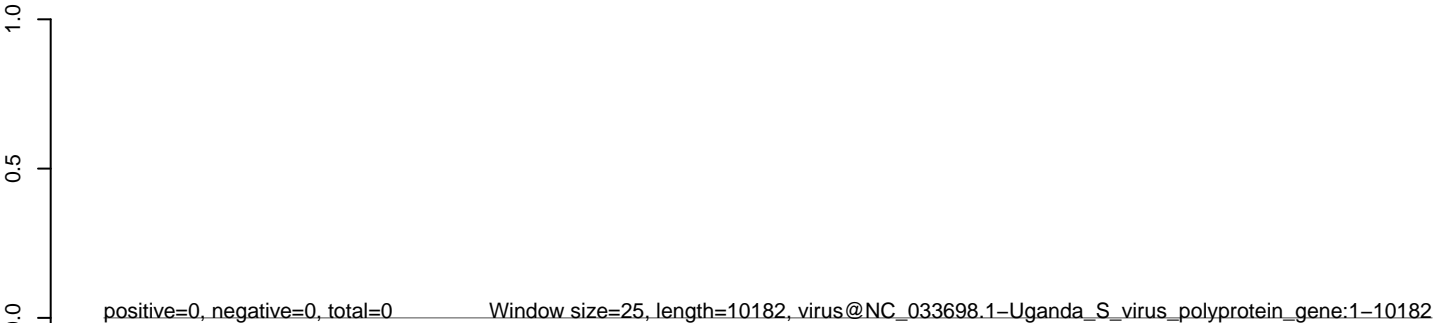 1.0
0.5
0.0
positive=0, negative=0, total=0 Window size=25, length=10182, virus@NC_033698.1−Uganda_S_virus_polyprotein_gene:1−10182